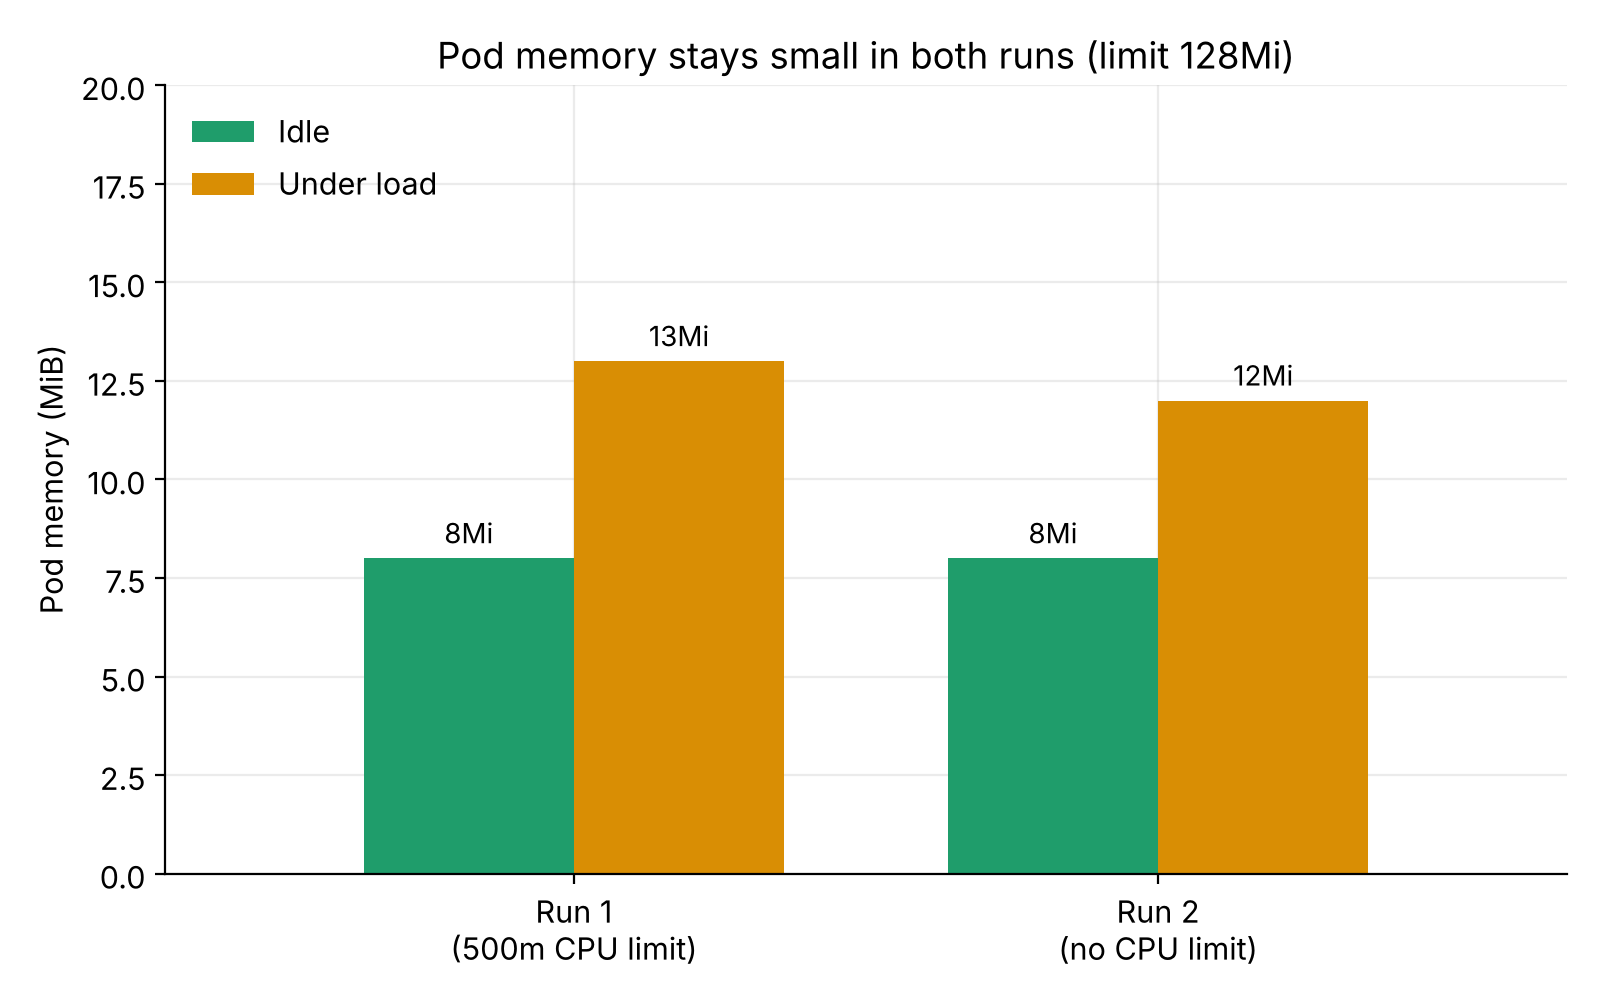 Pod memory stays small in both runs (limit 128Mi)
Pod memory (MiB)
20.0
17.5
15.0
12.5
10.0
7.5
5.0
2.5
0.0
Idle
Under load
8Mi
13Mi
8Mi
12Mi
Run 1
(500m CPU limit)
Run 2
(no CPU limit)